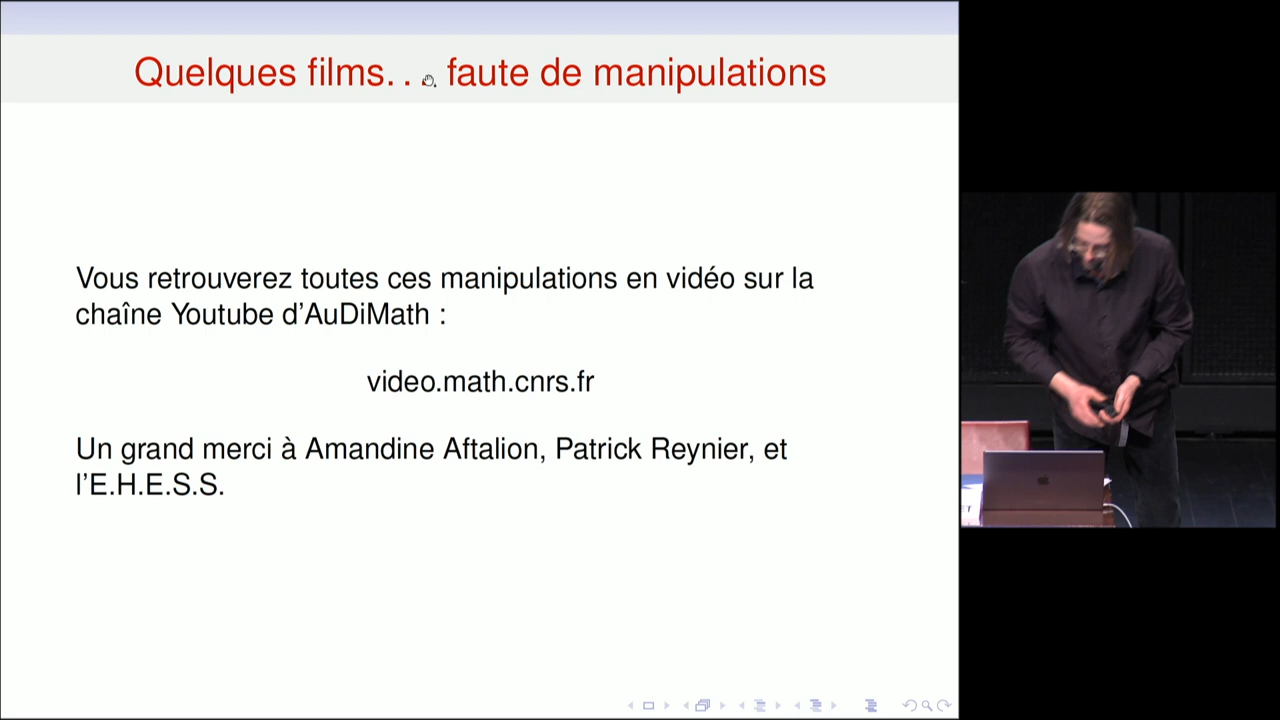 Quelques films. . . faute de manipulations
Vous retrouverez toutes ces manipulations en vidéo sur la
chaîne Youtube d'AuDiMath :
video.math.cnrs.fr
Un grand merci à Amandine Aftalion, Patrick Reynier, et
l'E.H.E.S.S.